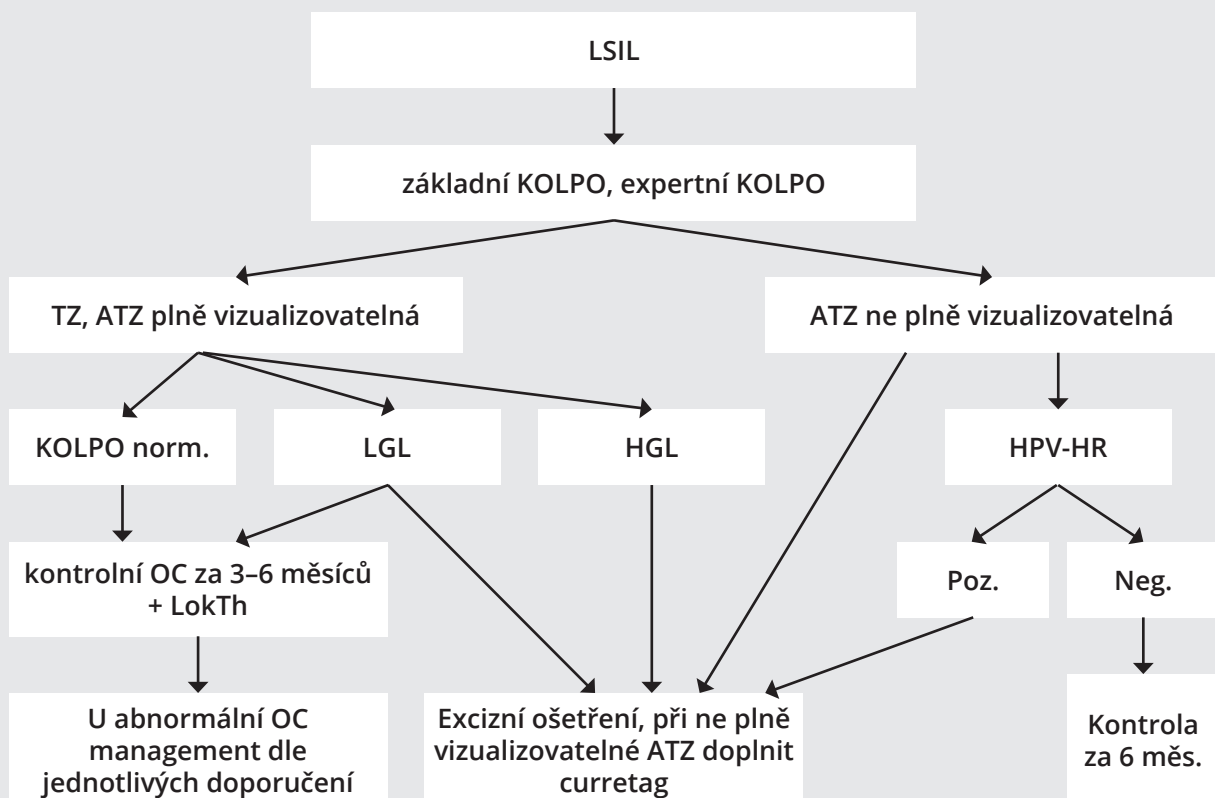 LSIL
základní KOLPO, expertní KOLPO
TZ, ATZ plně vizualizovatelná
ATZ ne plně vizualizovatelná
KOLPO norm.
LGL
HGL
HPV-HR
kontrolní OC za 3–6 měsíců
+ LokTh
Poz.
Neg.
U abnormální OC
management dle
jednotlivých doporučení
Excizní ošetření, při ne plně
vizualizovatelné ATZ doplnit
curretag
Kontrola
za 6 měs.